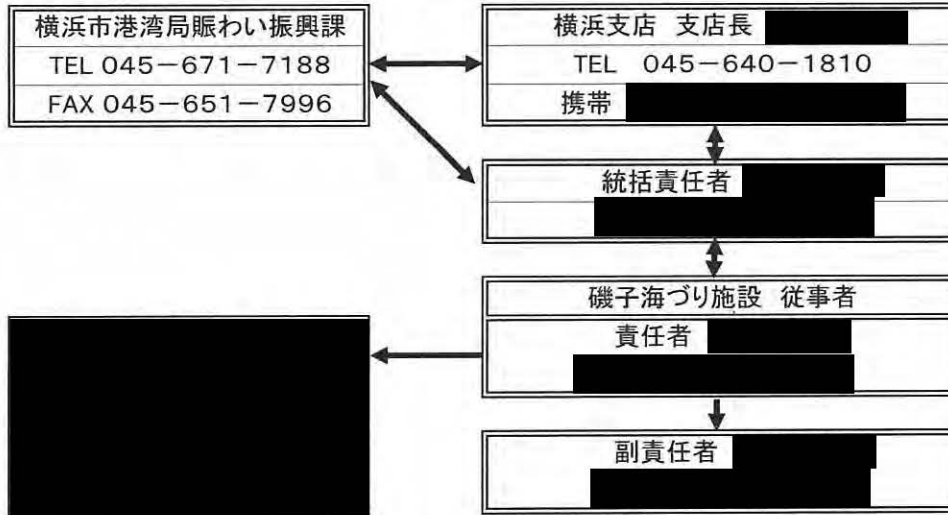 横浜市港湾局賑わい振興課
TEL 045-671-7188
FAX 045-651-7996
横浜支店 支店長
TEL 045-640-1810
携帯
統括責任者
磯子海づり施設 従事者
責任者
副責任者